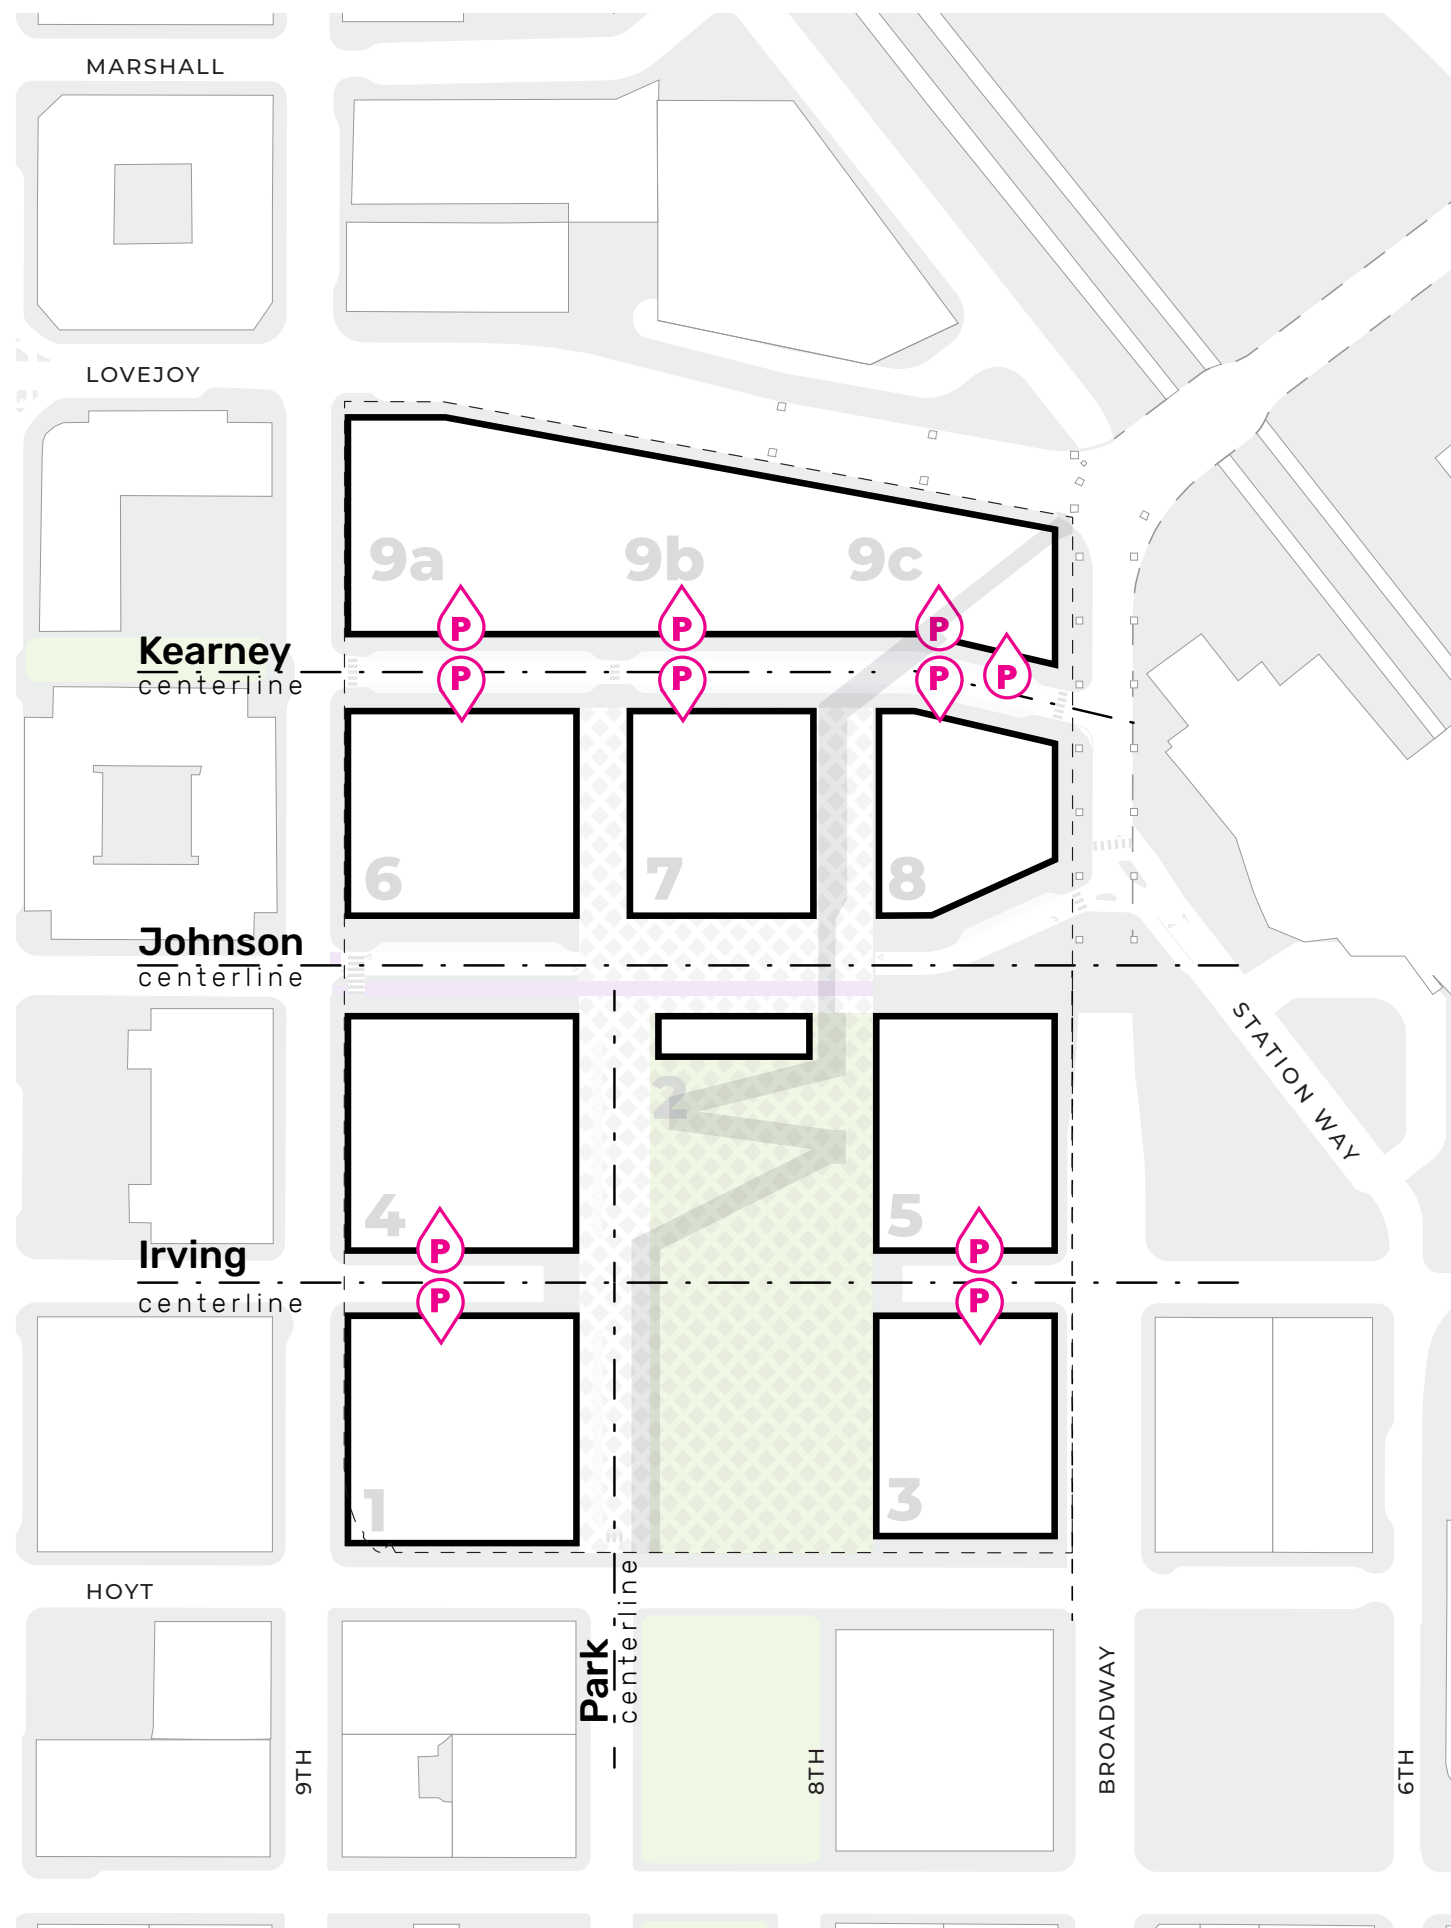 MARSHALL
LOVEJOY
9a
9b
9c
P
P
P
Kearney
centerline
P
P
P
P
6
7
8
Johnson
centerline
STATION WAY
2
4
5
P
P
Irving
centerline
P
P
1
3
HOYT
Park
centerline
9TH
8TH
BROADWAY
6TH